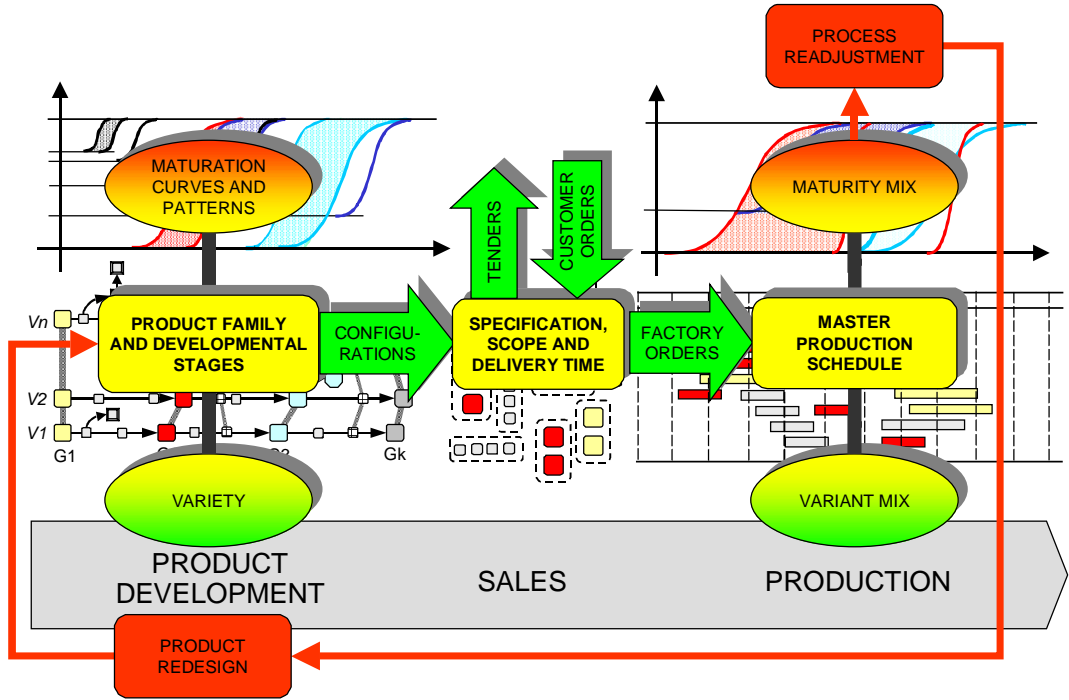 PROCESS
READJUSTMENT
MATURATION
CURVES AND
PATTERNS
TENDERS
CUSTOMER
ORDERS
MATURITY MIX
Vn
PRODUCT FAMILY
AND DEVELOPMENTAL
STAGES
CONFIGU-
RATIONS
SPECIFICATION,
SCOPE AND
DELIVERY TIME
FACTORY
ORDERS
MASTER
PRODUCTION
SCHEDULE
V2
V1
G1
Gk
VARIETY
VARIANT MIX
PRODUCT
DEVELOPMENT
SALES
PRODUCTION
PRODUCT
REDESIGN